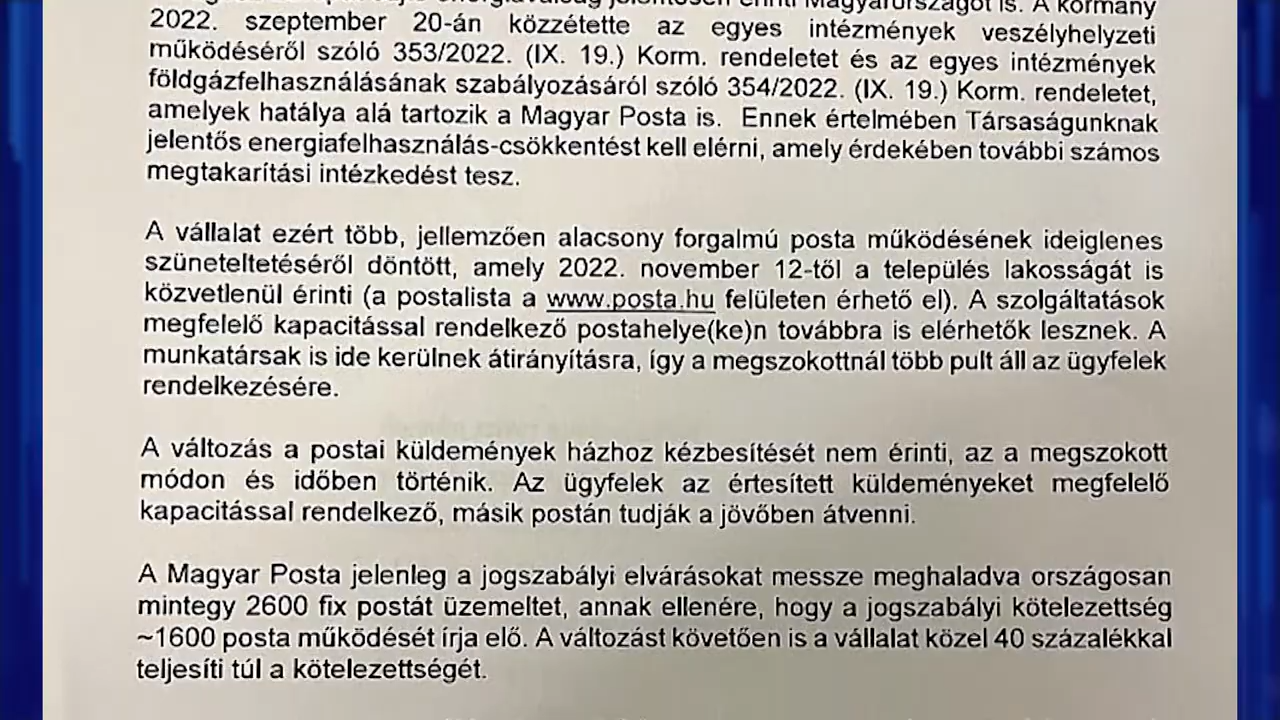 energiaválság jelentősen érinti Magyarországot is. A kormány
2022. szeptember 20-án közzétette az egyes intézmények veszélyhelyzeti
működéséről szóló 353/2022. (IX. 19.) Korm. rendeletet és az egyes intézmények
földgázfelhasználásának szabályozásáról szóló 354/2022. (IX. 19.) Korm. rendeletet,
amelyek hatálya alá tartozik a Magyar Posta is. Ennek értelmében Társaságunknak
jelentős energiafelhasználás-csökkentést kell elérni, amely érdekében további számos
megtakarítási intézkedést tesz.
A vállalat ezért több, jellemzően alacsony forgalmú posta működésének ideiglenes
szüneteltetéséről döntött, amely 2022. november 12-től a település lakosságát is
közvetlenül érinti (a postalista a www.posta.hu felületen érhető el). A szolgáltatások
megfelelő kapacitással rendelkező postahelye(ke)n továbbra is elérhetők lesznek. A
munkatársak is ide kerülnek átirányításra, így a megszokottnál több pult áll az ügyfelek
rendelkezésére.
A változás a postai küldemények házhoz kézbesítését nem érinti, az a megszokott
módon és időben történik. Az ügyfelek az értesített küldeményeket megfelelő
kapacitással rendelkező, másik postán tudják a jövőben átvenni.
A Magyar Posta jelenleg a jogszabályi elvárásokat messze meghaladva országosan
mintegy 2600 fix postát üzemeltet, annak ellenére, hogy a jogszabályi kötelezettség
~1600 posta működését írja elő. A változást követően is a vállalat közel 40 százalékkal
teljesíti túl a kötelezettségét.